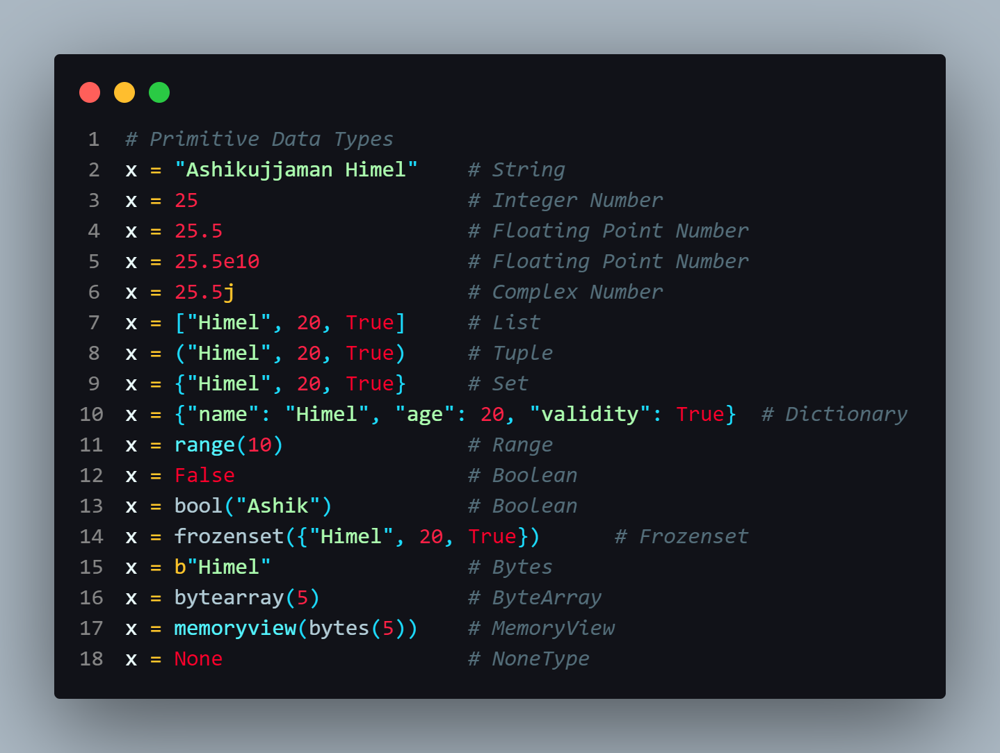 1 # Primitive Data Types
2 x = "Ashikujjaman Himel"    # String
3 x = 25                      # Integer Number
4 x = 25.5                    # Floating Point Number
5 x = 25.5e10                 # Floating Point Number
6 x = 25.5j                   # Complex Number
7 x = ["Himel", 20, True]     # List
8 x = ("Himel", 20, True)     # Tuple
9 x = {"Himel", 20, True}     # Set
10 x = {"name": "Himel", "age": 20, "validity": True}  # Dictionary
11 x = range(10)               # Range
12 x = False                   # Boolean
13 x = bool("Ashik")           # Boolean
14 x = frozenset({"Himel", 20, True})      # Frozenset
15 x = b"Himel"                # Bytes
16 x = bytearray(5)            # ByteArray
17 x = memoryview(bytes(5))    # MemoryView
18 x = None                    # NoneType